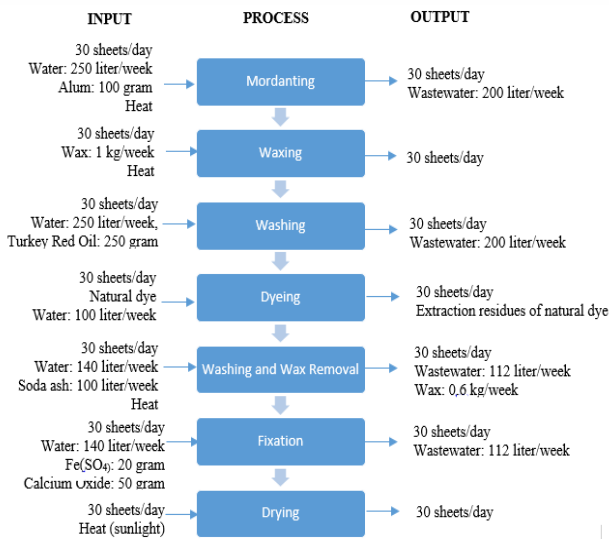 INPUT PROCESS OUTPUT
30 sheets/day
Water: 250 liter/week
Alum: 100 gram
Heat
Mordanting
30 sheets/day
Wastewater: 200 liter/week
30 sheets/day
Wax: 1 kg/week
Heat
Waxing
30 sheets/day
30 sheets/day
Water: 250 liter/week,
Turkey Red Oil: 250 gram
Washing
30 sheets/day
Wastewater: 200 liter/week
30 sheets/day
Natural dye
Water: 100 liter/week
Dyeing
30 sheets/day
Extraction residues of natural dye
30 sheets/day
Water: 140 liter/week
Soda ash: 100 liter/week
Heat
Washing and Wax Removal
30 sheets/day
Wastewater: 112 liter/week
Wax: 0,6 kg/week
30 sheets/day
Water: 140 liter/week
Fe(SO₄): 20 gram
Calcium Oxide: 50 gram
Fixation
30 sheets/day
Wastewater: 112 liter/week
30 sheets/day
Heat (sunlight)
Drying
30 sheets/day